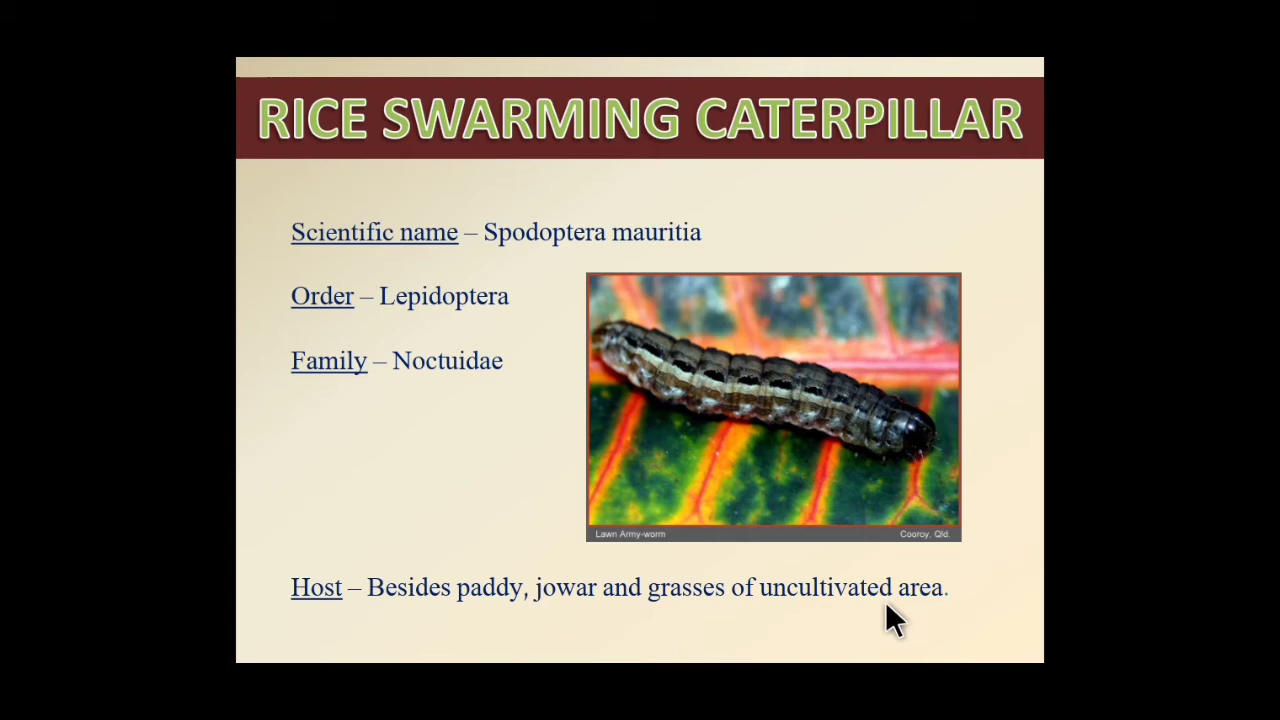 RICE SWARMING CATERPILLAR
Scientific name – Spodoptera mauritia
Order – Lepidoptera
Family – Noctuidae
Lawn Army-worm Cooroy, Qld.
Host – Besides paddy, jowar and grasses of uncultivated area.